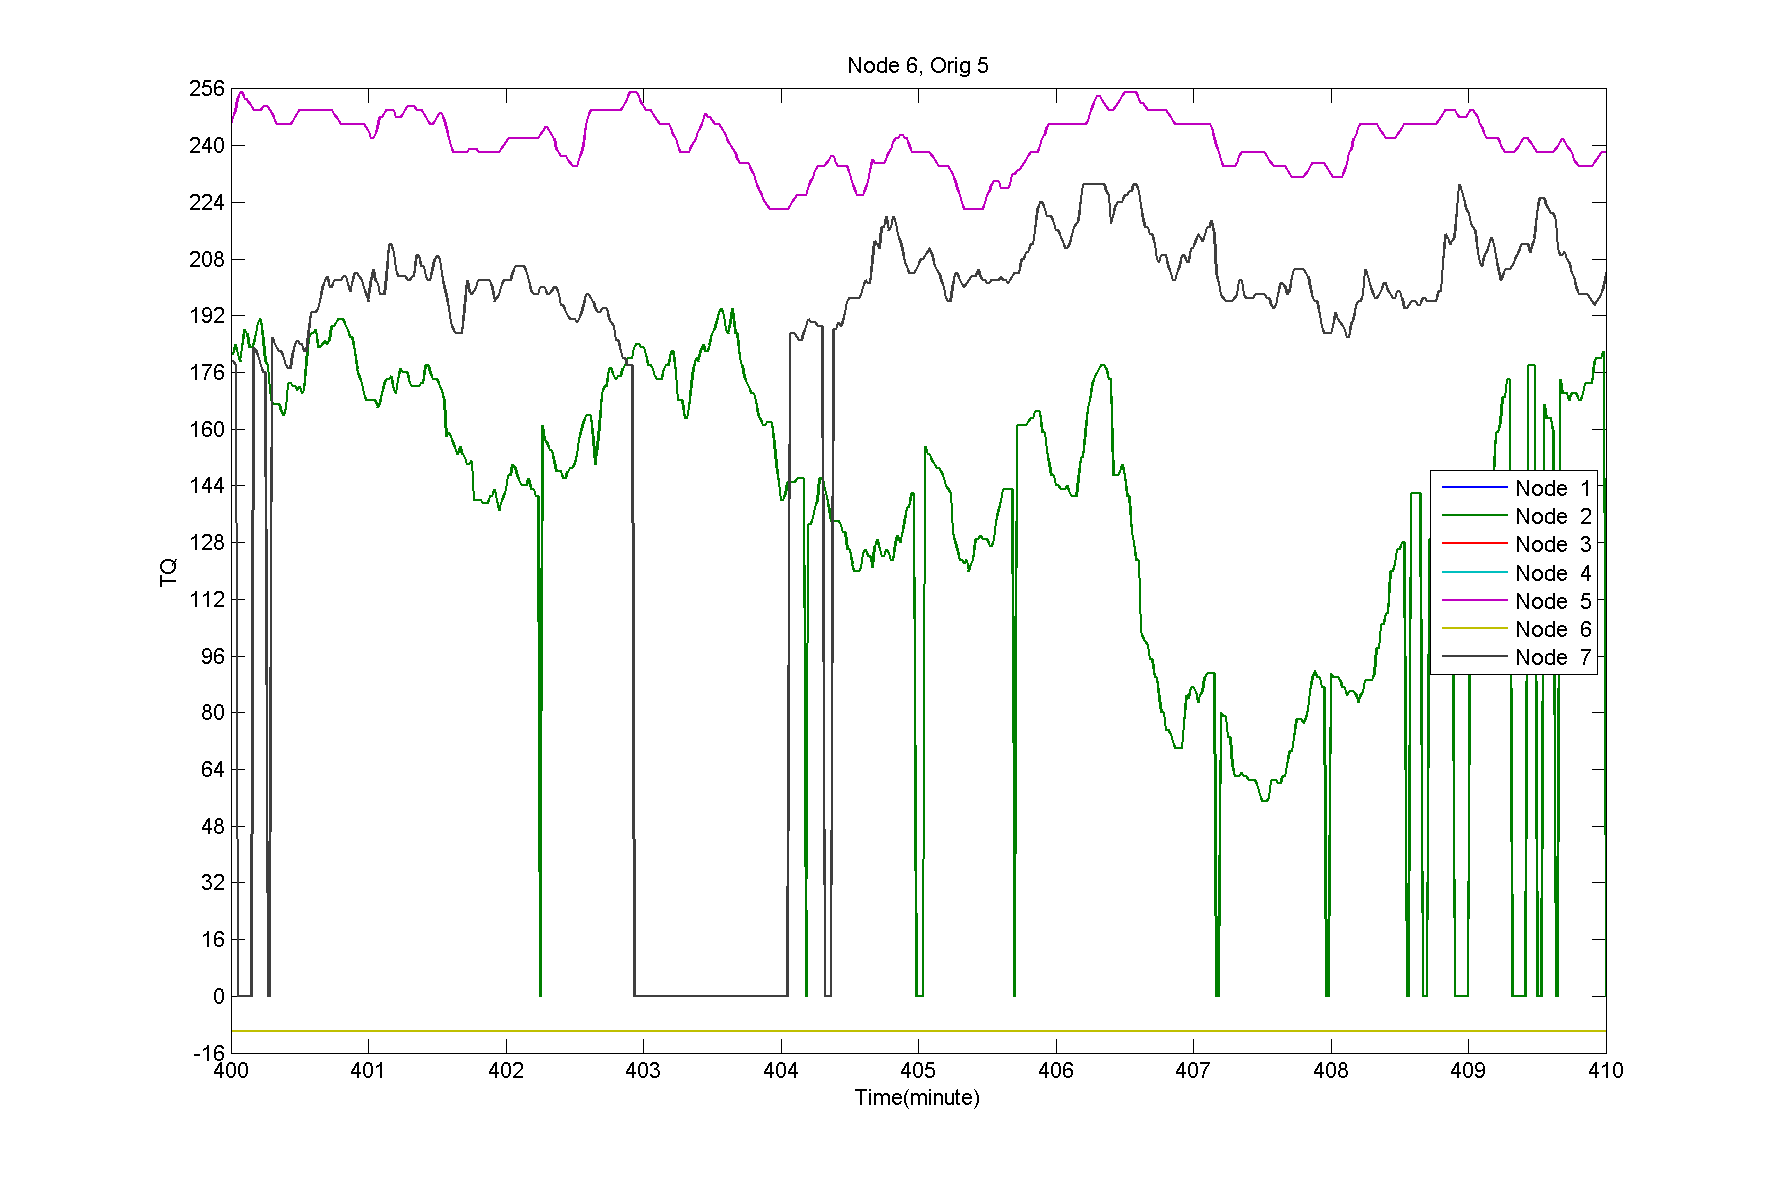 Node 6, Orig 5
256
240
224
208
192
176
160
144
128
112
96
80
64
48
32
16
0
-16
TQ
Node 1
Node 2
Node 3
Node 4
Node 5
Node 6
Node 7
400 401 402 403 404 405 406 407 408 409 410
Time(minute)